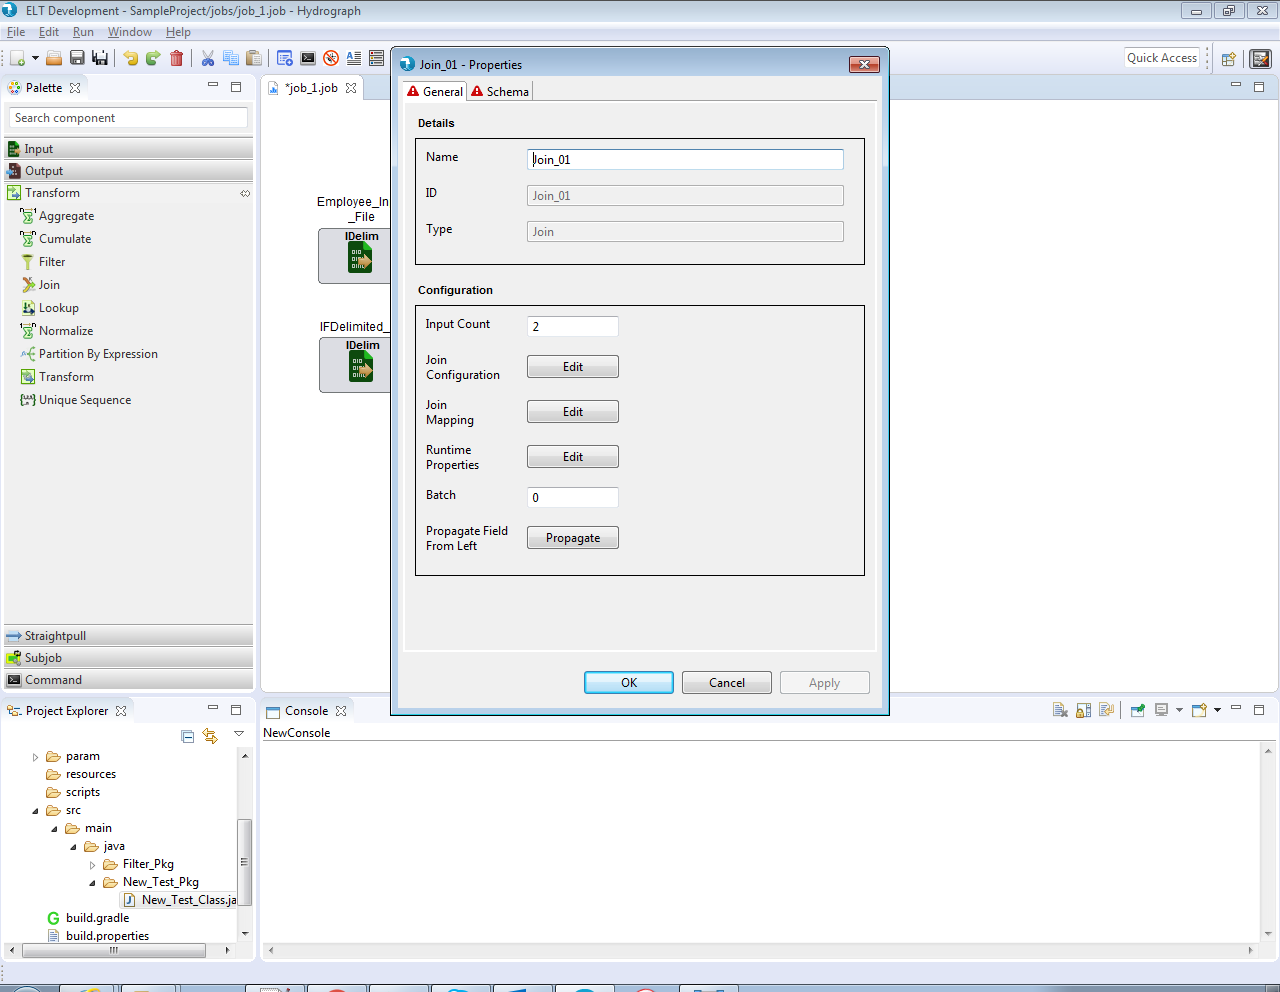 ELT Development - SampleProject/jobs/job_1.job - Hydrograph
File Edit Run Window Help
Quick Access
Palette
Search component
Input
Output
Transform
Aggregate
Cumulate
Filter
Join
Lookup
Normalize
Partition By Expression
Transform
Unique Sequence
Straightpull
Subjob
Command
*job_1.job
Employee_In
_File
IDelim
IFDelimited_
IDelim
Join_01 - Properties
General Schema
Details
Name Join_01
ID Join_01
Type Join
Configuration
Input Count 2
Join
Configuration
Edit
Join
Mapping
Edit
Runtime
Properties
Edit
Batch 0
Propagate Field
From Left
Propagate
OK Cancel Apply
Project Explorer
param
resources
scripts
src
main
java
Filter_Pkg
New_Test_Pkg
New_Test_Class.ja
build.gradle
build.properties
Console
NewConsole